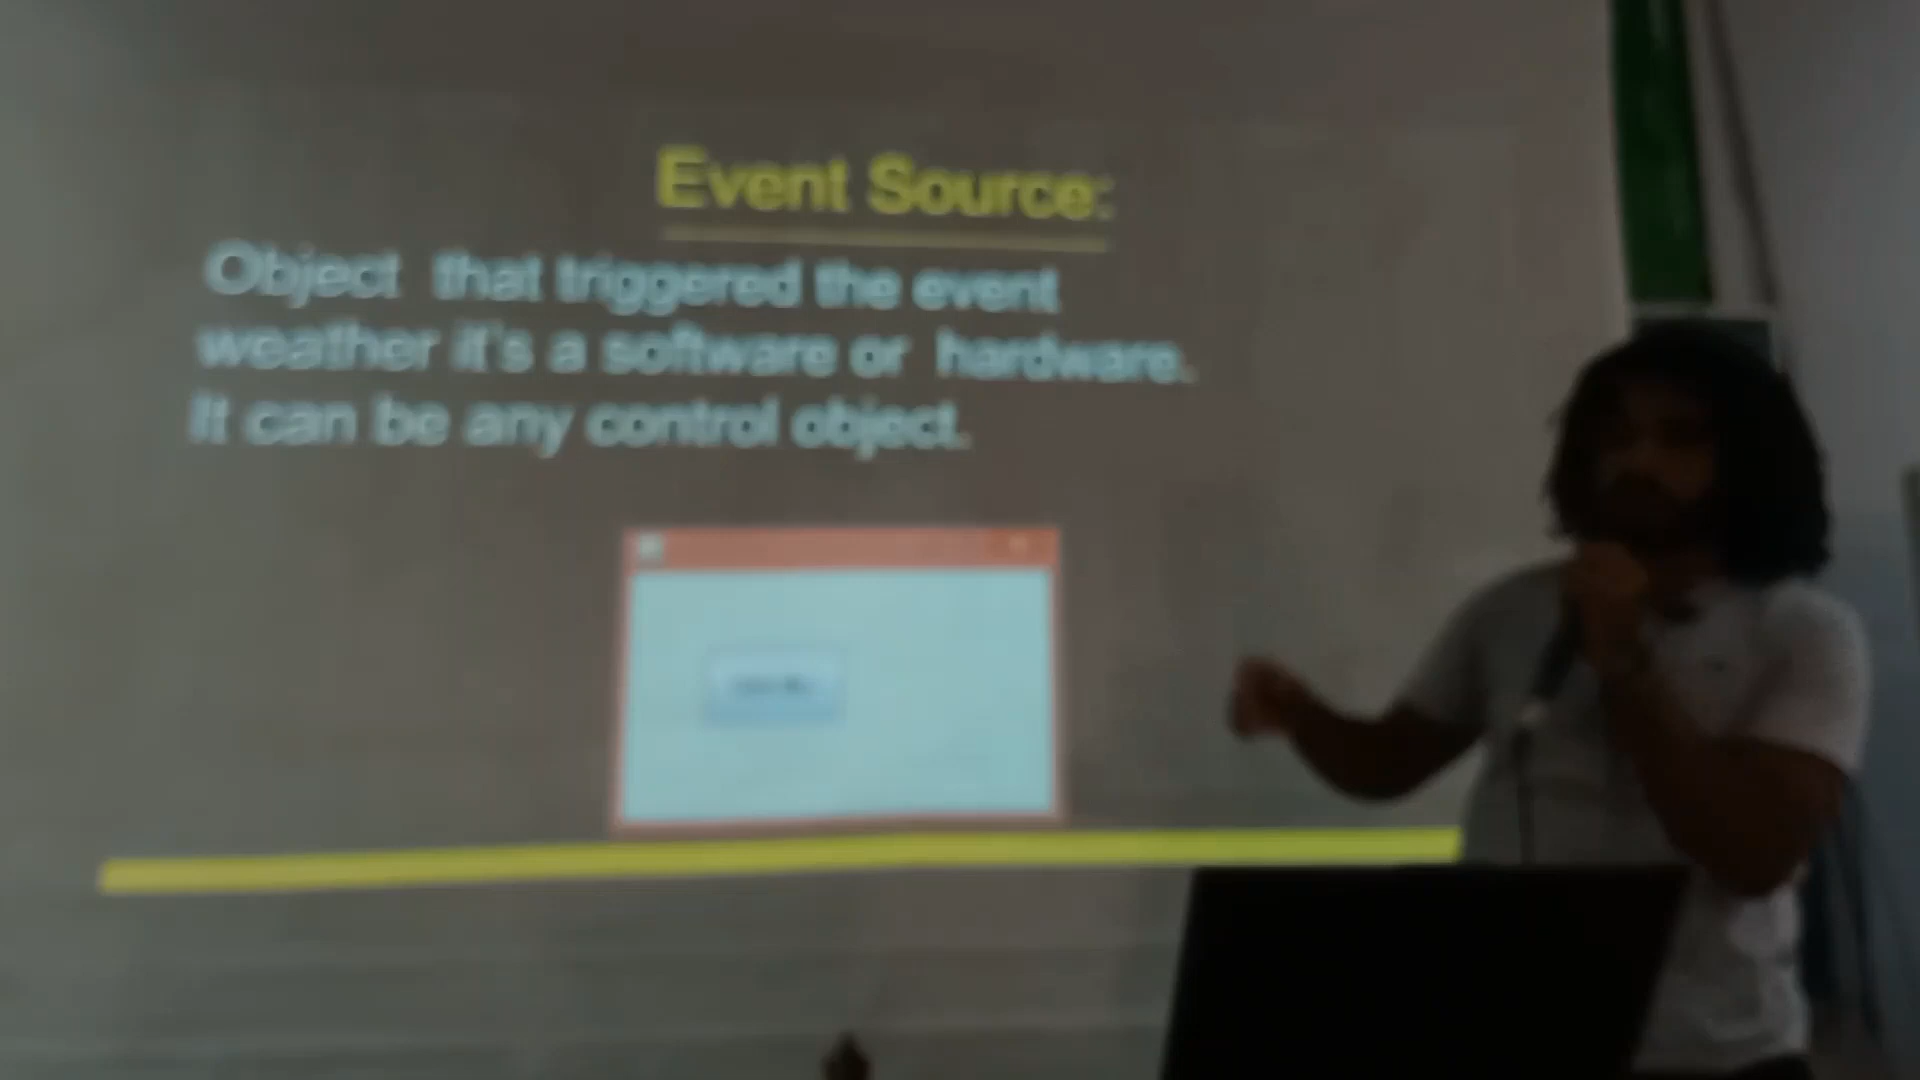 Event Source:
Object that triggered the event
weather it's a software or hardware.
It can be any control object.